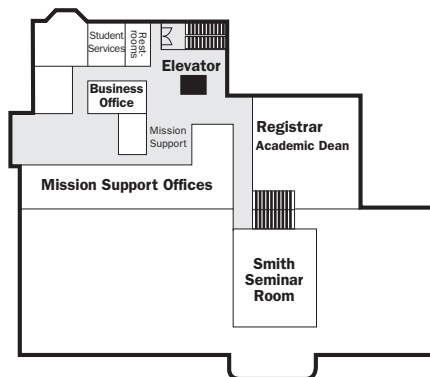 Student
Services
Rest-
rooms
Elevator
Business
Office
Mission
Support
Registrar
Academic Dean
Mission Support Offices
Smith
Seminar
Room